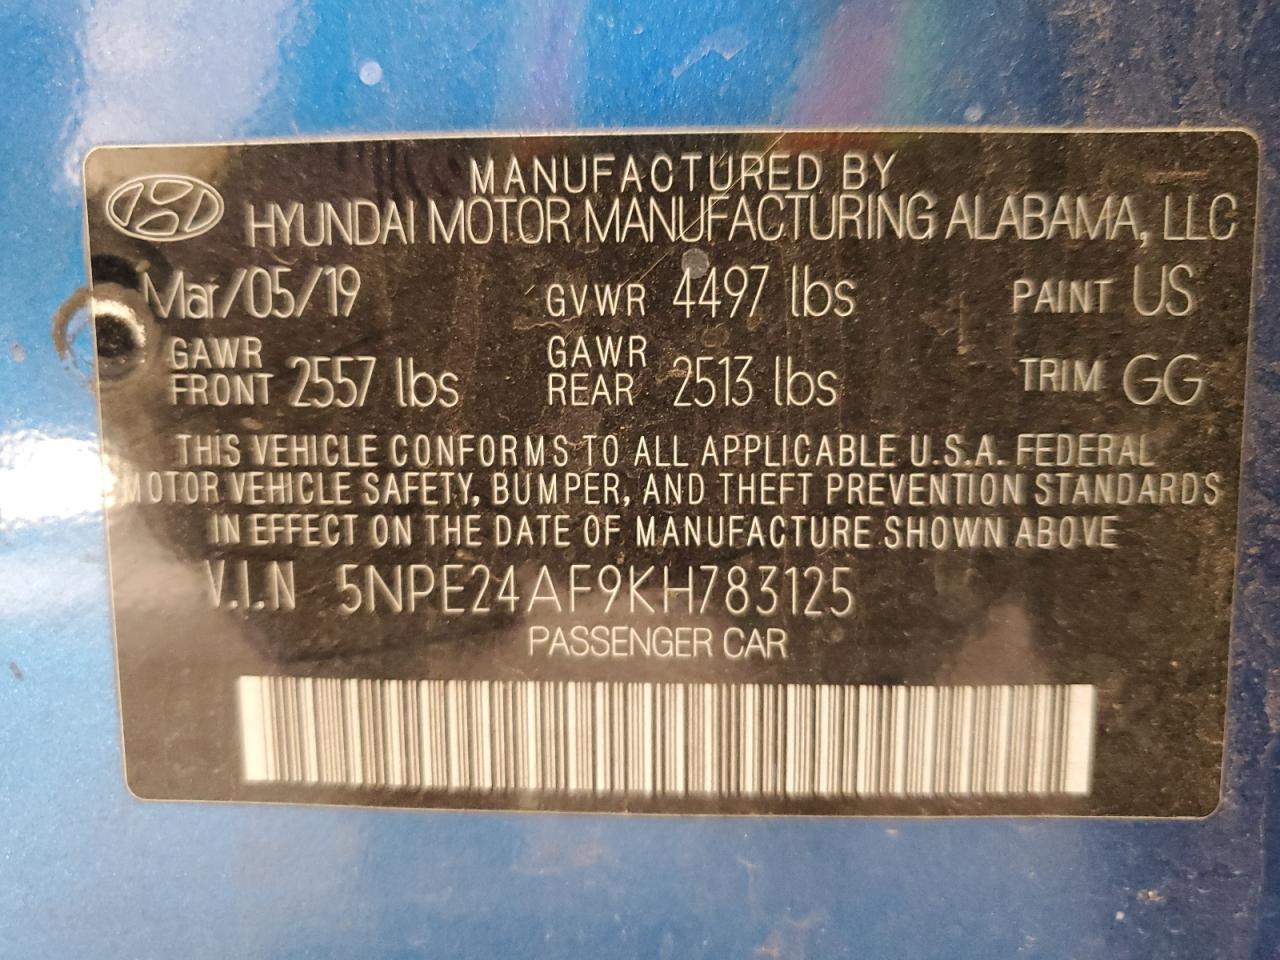 MANUFACTURED BY
HYUNDAI MOTOR MANUFACTURING ALABAMA, LLC
Mar/05/19 GVWR 4497 lbs PAINT US
GAWR FRONT 2557 lbs GAWR REAR 2513 lbs TRIM GG
THIS VEHICLE CONFORMS TO ALL APPLICABLE U.S.A. FEDERAL
MOTOR VEHICLE SAFETY, BUMPER, AND THEFT PREVENTION STANDARDS
IN EFFECT ON THE DATE OF MANUFACTURE SHOWN ABOVE
V.I.N 5NPE24AF9KH783125
PASSENGER CAR